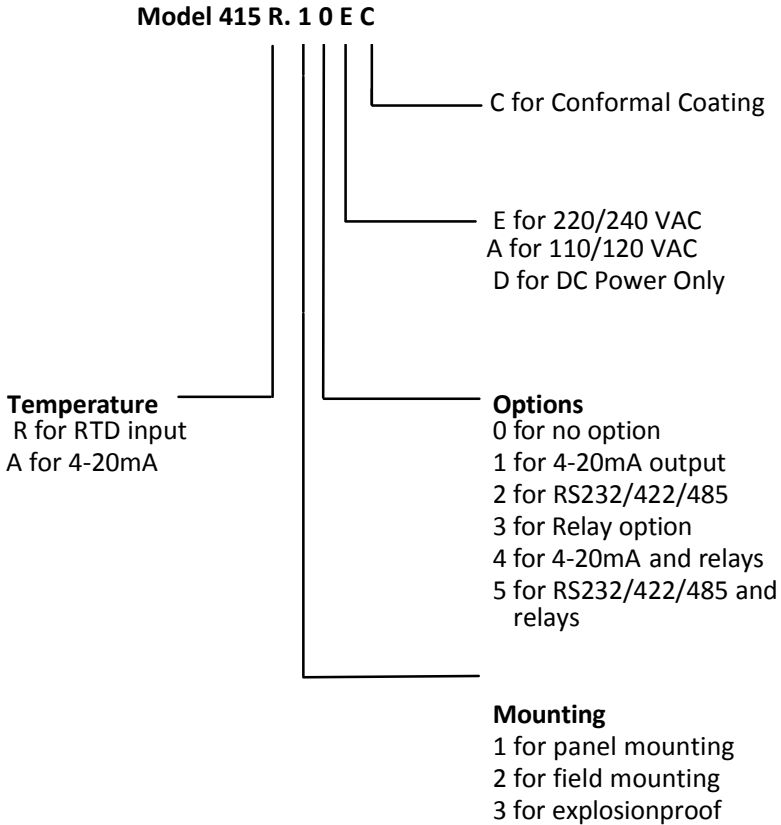 Model 415 R. 1 0 E C
C for Conformal Coating
E for 220/240 VAC
A for 110/120 VAC
D for DC Power Only
Temperature
R for RTD input
A for 4-20mA
Options
0 for no option
1 for 4-20mA output
2 for RS232/422/485
3 for Relay option
4 for 4-20mA and relays
5 for RS232/422/485 and
relays
Mounting
1 for panel mounting
2 for field mounting
3 for explosionproof